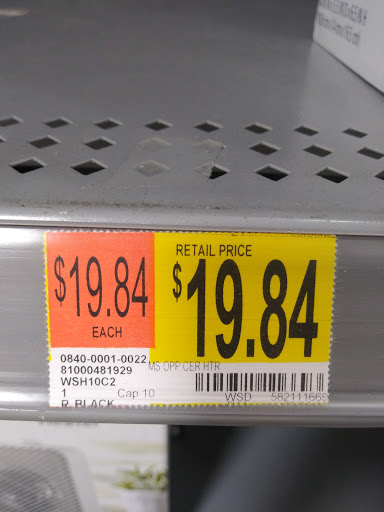 RETAIL PRICE
$19.84
$19.84
EACH
0840-0001-0022
81000481929
MS OPP CER HTR
WSH10C2
1 Cap 10
WSD 582111669
R BLACK